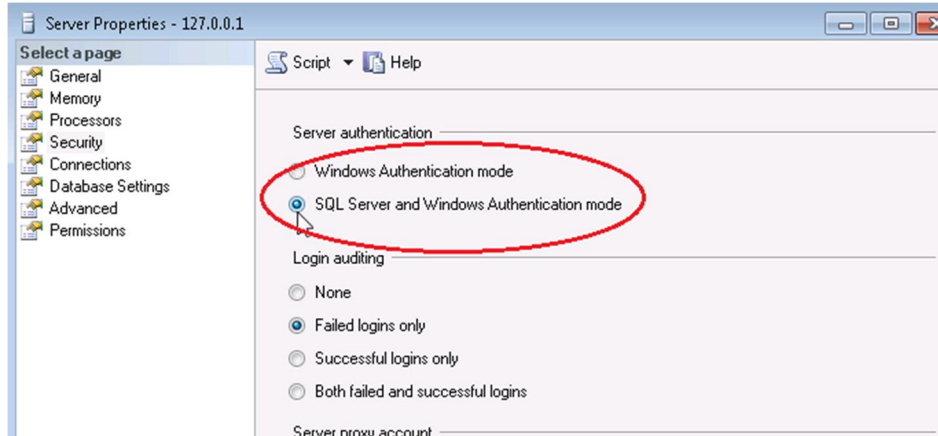 Server Properties - 127.0.0.1
Select a page
General
Memory
Processors
Security
Connections
Database Settings
Advanced
Permissions
Script
Help
Server authentication
Windows Authentication mode
SQL Server and Windows Authentication mode
Login auditing
None
Failed logins only
Successful logins only
Both failed and successful logins
Server proxy account